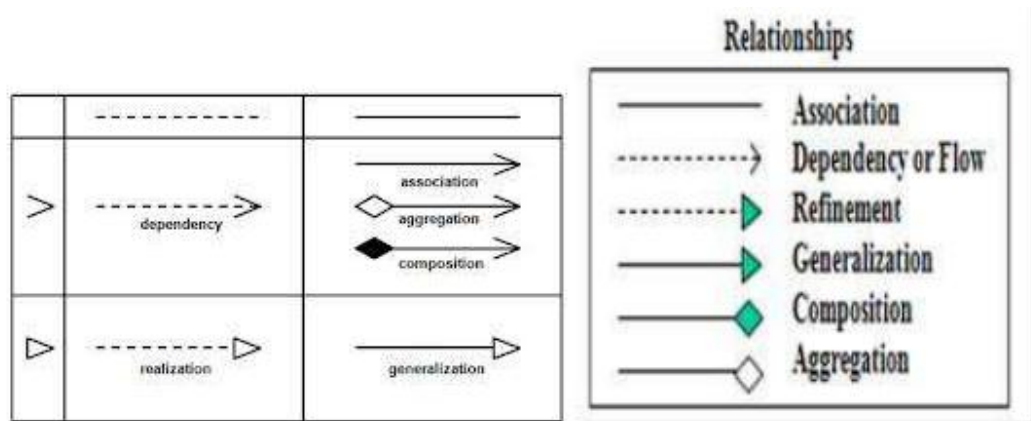 association
aggregation
dependency
composition
realization
generalization
Relationships
Association
Dependency or Flow
Refinement
Generalization
Composition
Aggregation